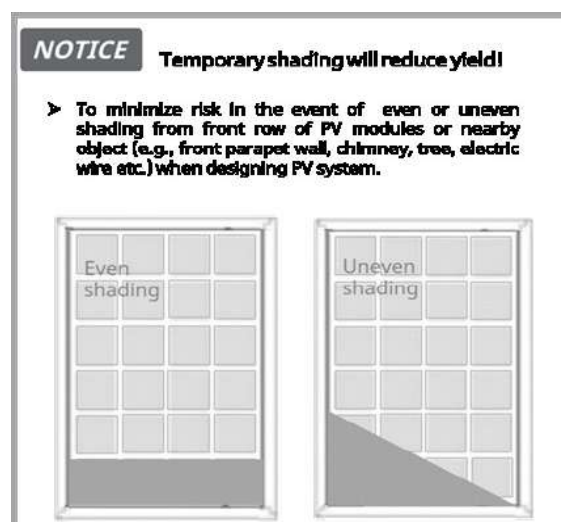 NOTICE
Temporary shading will reduce yield!
➤ To minimize risk in the event of even or uneven
shading from front row of PV modules or nearby
object (e.g., front parapet wall, chimney, tree, electric
wire etc.) when designing PV system.
Even
shading
Uneven
shading